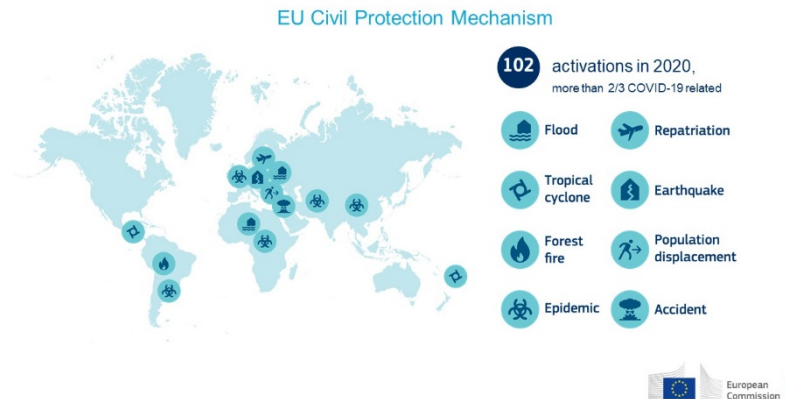 EU Civil Protection Mechanism
102
activations in 2020,
more than 2/3 COVID-19 related
Flood
Repatriation
Tropical
cyclone
Earthquake
Forest
fire
Population
displacement
Epidemic
Accident
European
Commission